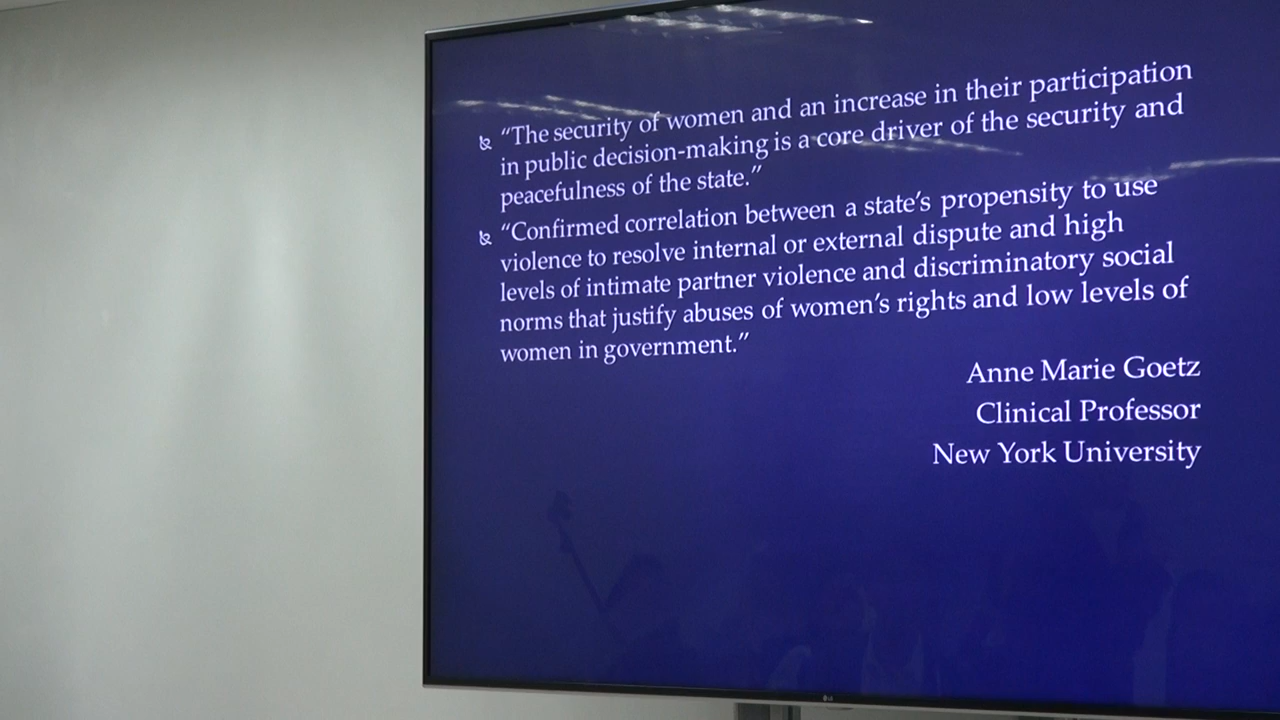 “The security of women and an increase in their participation
in public decision-making is a core driver of the security and
peacefulness of the state.”
“Confirmed correlation between a state’s propensity to use
violence to resolve internal or external dispute and high
levels of intimate partner violence and discriminatory social
norms that justify abuses of women’s rights and low levels of
women in government.”
Anne Marie Goetz
Clinical Professor
New York University
LG